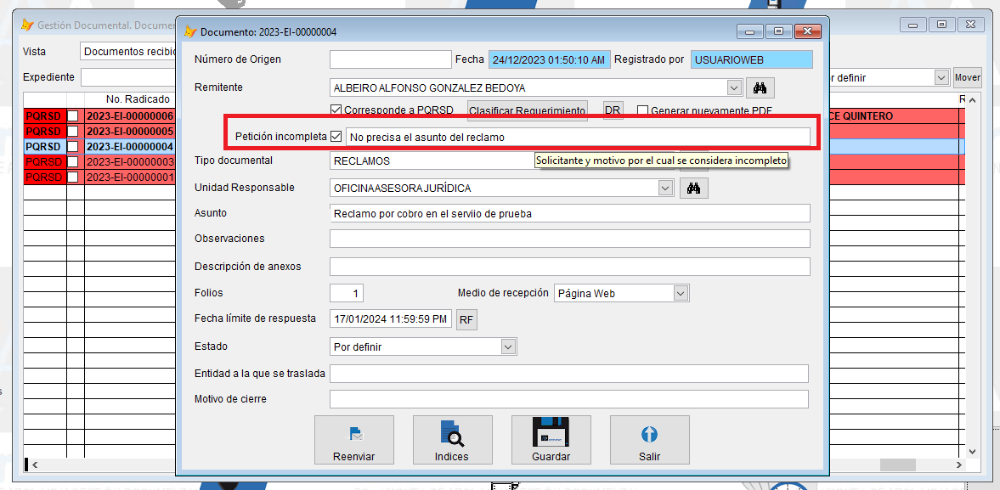 Gestión Documental. Documen
Documento: 2023-EI-00000004
Vista
Documentos recibid
Expediente
r definir
Mover
No. Radicado
R
PQRSD 2023-EI-00000006
CE QUINTERO
PQRSD 2023-EI-00000005
PQRSD 2023-EI-00000004
PQRSD 2023-EI-00000003
PQRSD 2023-EI-00000001
Número de Origen
Fecha 24/12/2023 01:50:10 AM
Registrado por USUARIOWEB
Remitente ALBEIRO ALFONSO GONZALEZ BEDOYA
Corresponde a PQRSD Clasificar Requerimiento DR Generar nuevamente PDF
Petición incompleta No precisa el asunto del reclamo
Tipo documental RECLAMOS
Solicitante y motivo por el cual se considera incompleto
Unidad Responsable OFICINA ASESORA JURÍDICA
Asunto Reclamo por cobro en el serviio de prueba
Observaciones
Descripción de anexos
Folios 1 Medio de recepción Página Web
Fecha límite de respuesta 17/01/2024 11:59:59 PM RF
Estado Por definir
Entidad a la que se traslada
Motivo de cierre
Reenviar Indices Guardar Salir